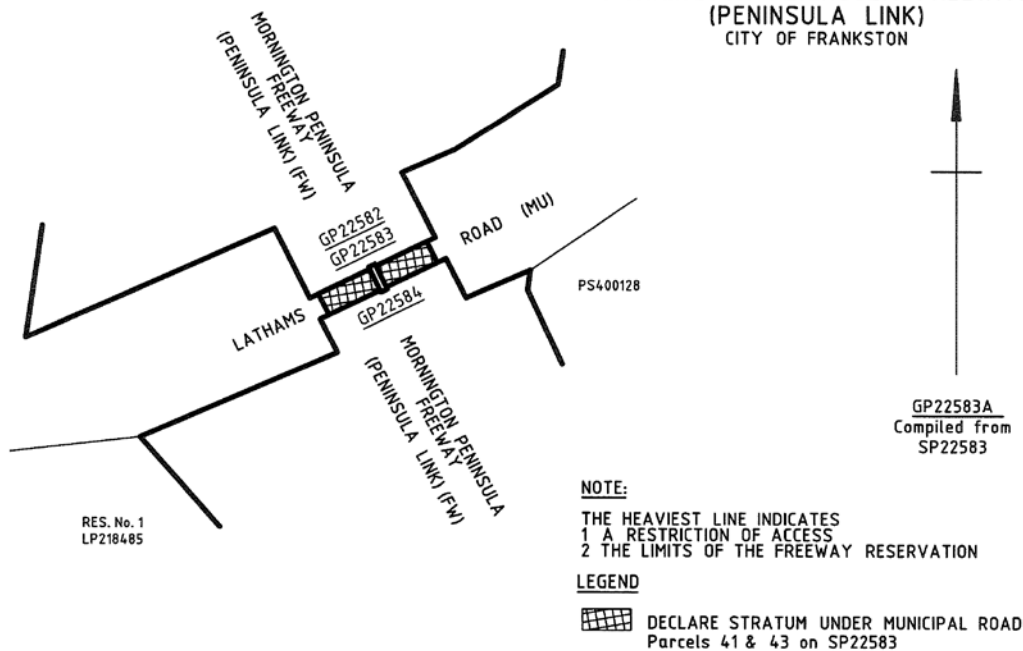 (PENINSULA LINK)
CITY OF FRANKSTON
MORNINGTON PENINSULA
FREEWAY
(PENINSULA LINK) (FW)
GP22582
GP22583
ROAD (MU)
PS400128
GP22584
LATHAMS
MORNINGTON PENINSULA
FREEWAY
(PENINSULA LINK) (FW)
GP22583A
Compiled from
SP22583
RES. No. 1
LP218485
NOTE:
THE HEAVIEST LINE INDICATES
1 A RESTRICTION OF ACCESS
2 THE LIMITS OF THE FREEWAY RESERVATION
LEGEND
DECLARE STRATUM UNDER MUNICIPAL ROAD
Parcels 41 & 43 on SP22583